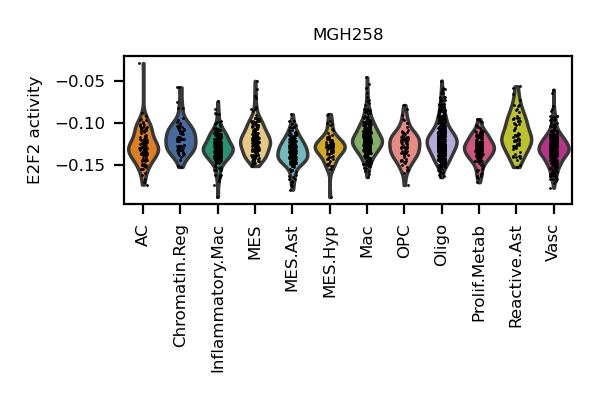 MGH258
E2F2 activity
−0.05
−0.10
−0.15
AC
Chromatin.Reg
Inflammatory.Mac
MES
MES.Ast
MES.Hyp
Mac
OPC
Oligo
Prolif.Metab
Reactive.Ast
Vasc